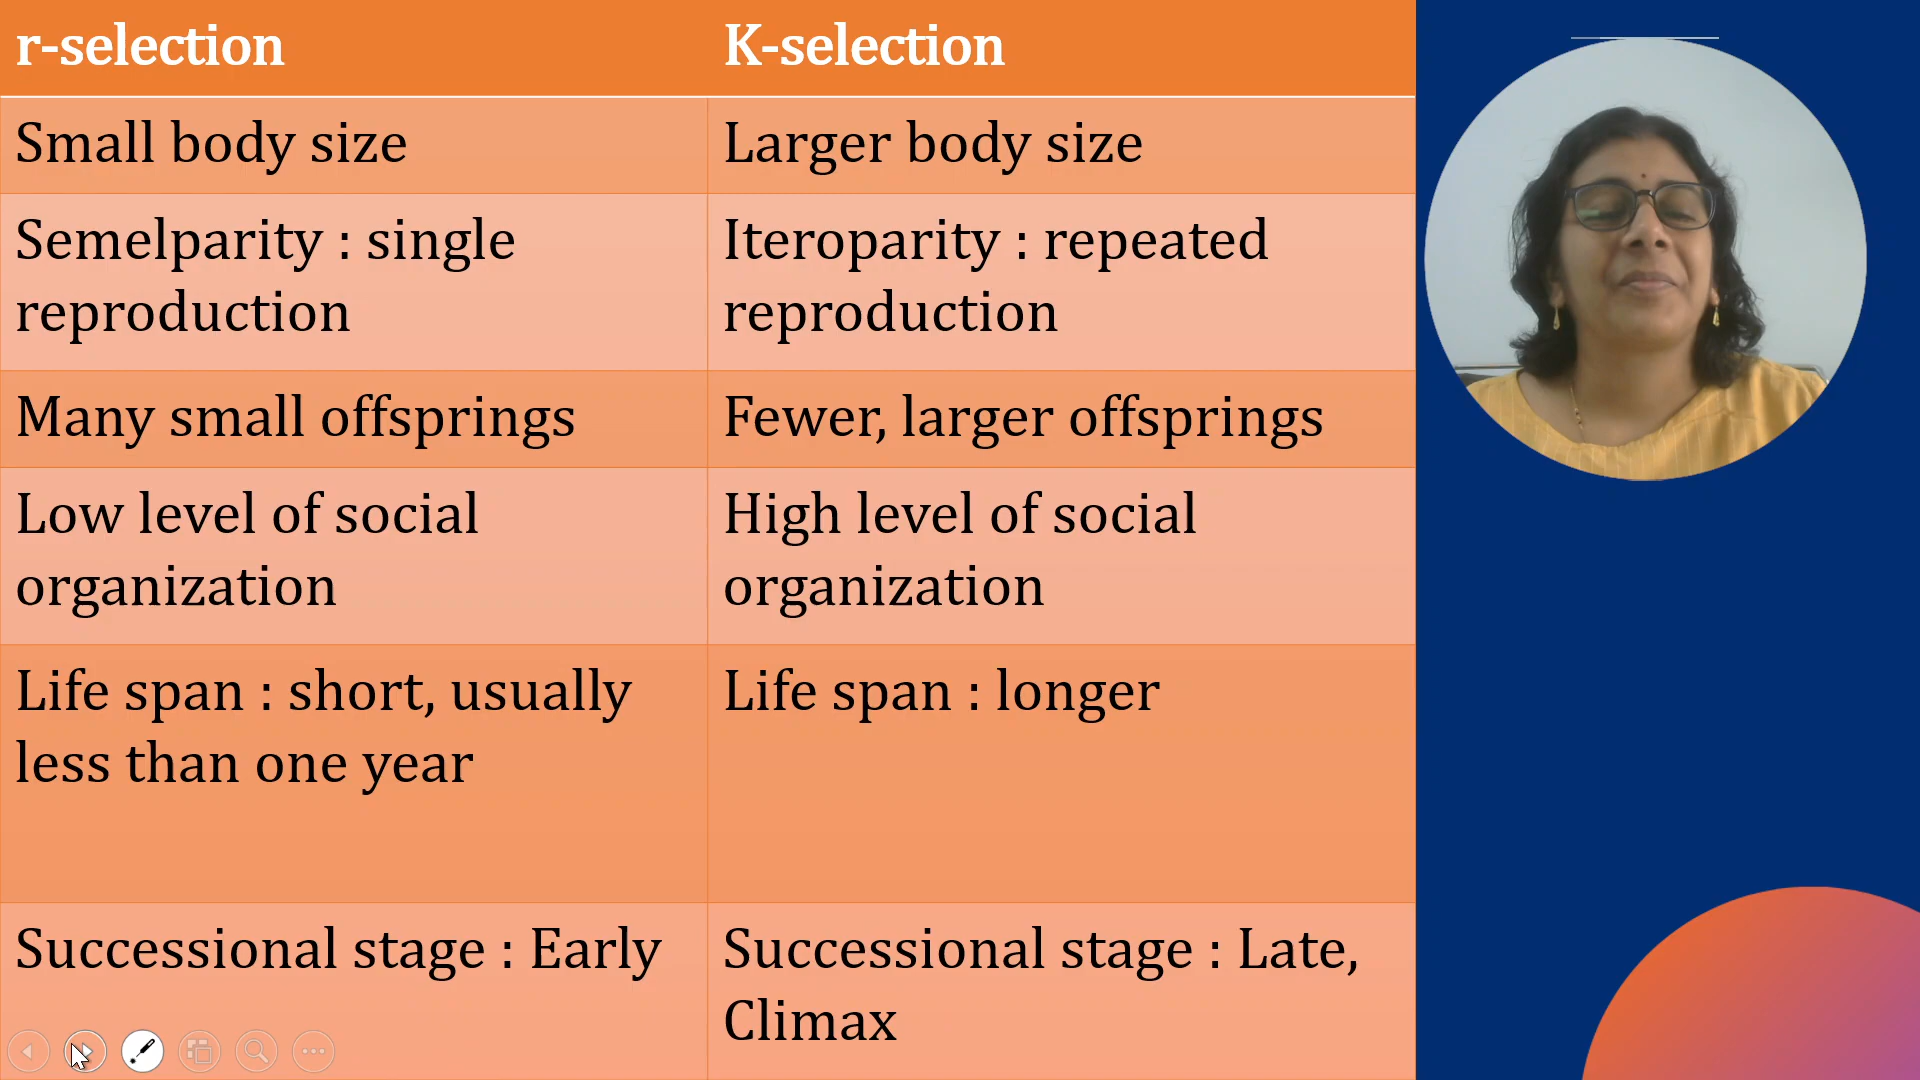 r-selection
K-selection
Small body size
Larger body size
Semelparity : single
reproduction
Iteroparity : repeated
reproduction
Many small offsprings
Fewer, larger offsprings
Low level of social
organization
High level of social
organization
Life span : short, usually
less than one year
Life span : longer
Successional stage : Early
Successional stage : Late,
Climax